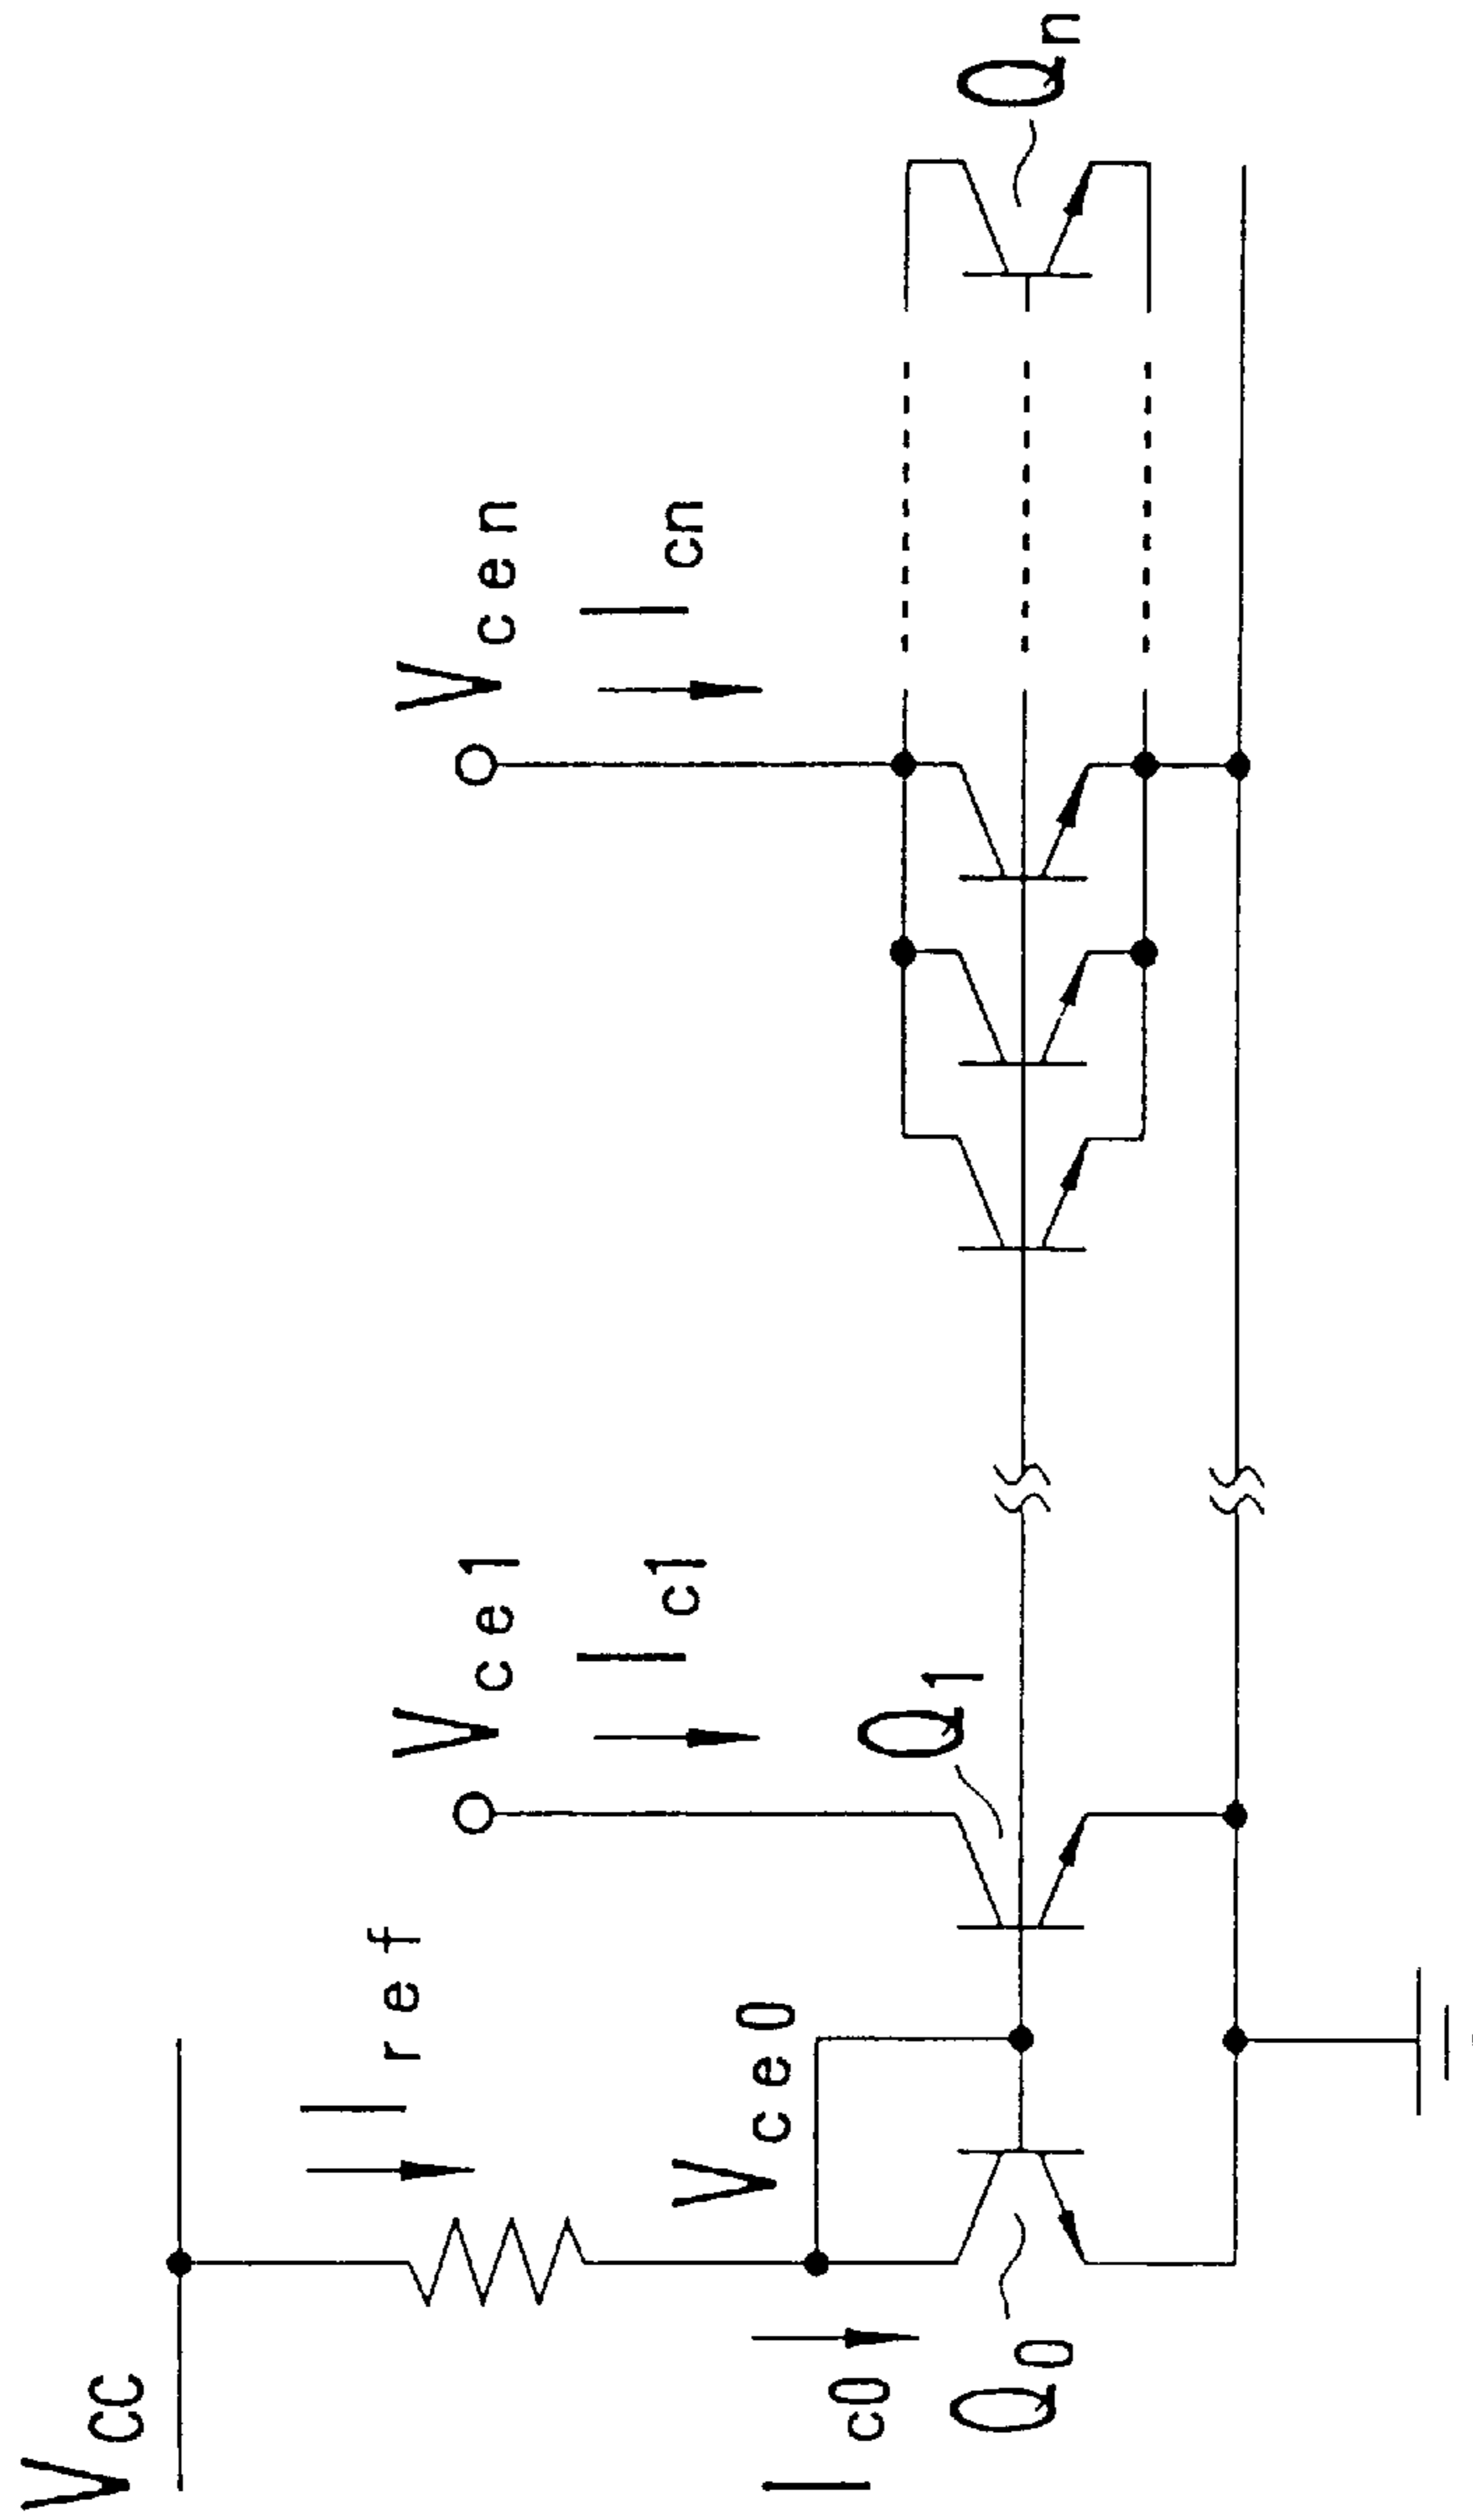 Vcc
Iref
Vce1
Vcen
Ic1
Icn
Vce0
Ic0
Q1
Q0
Qn